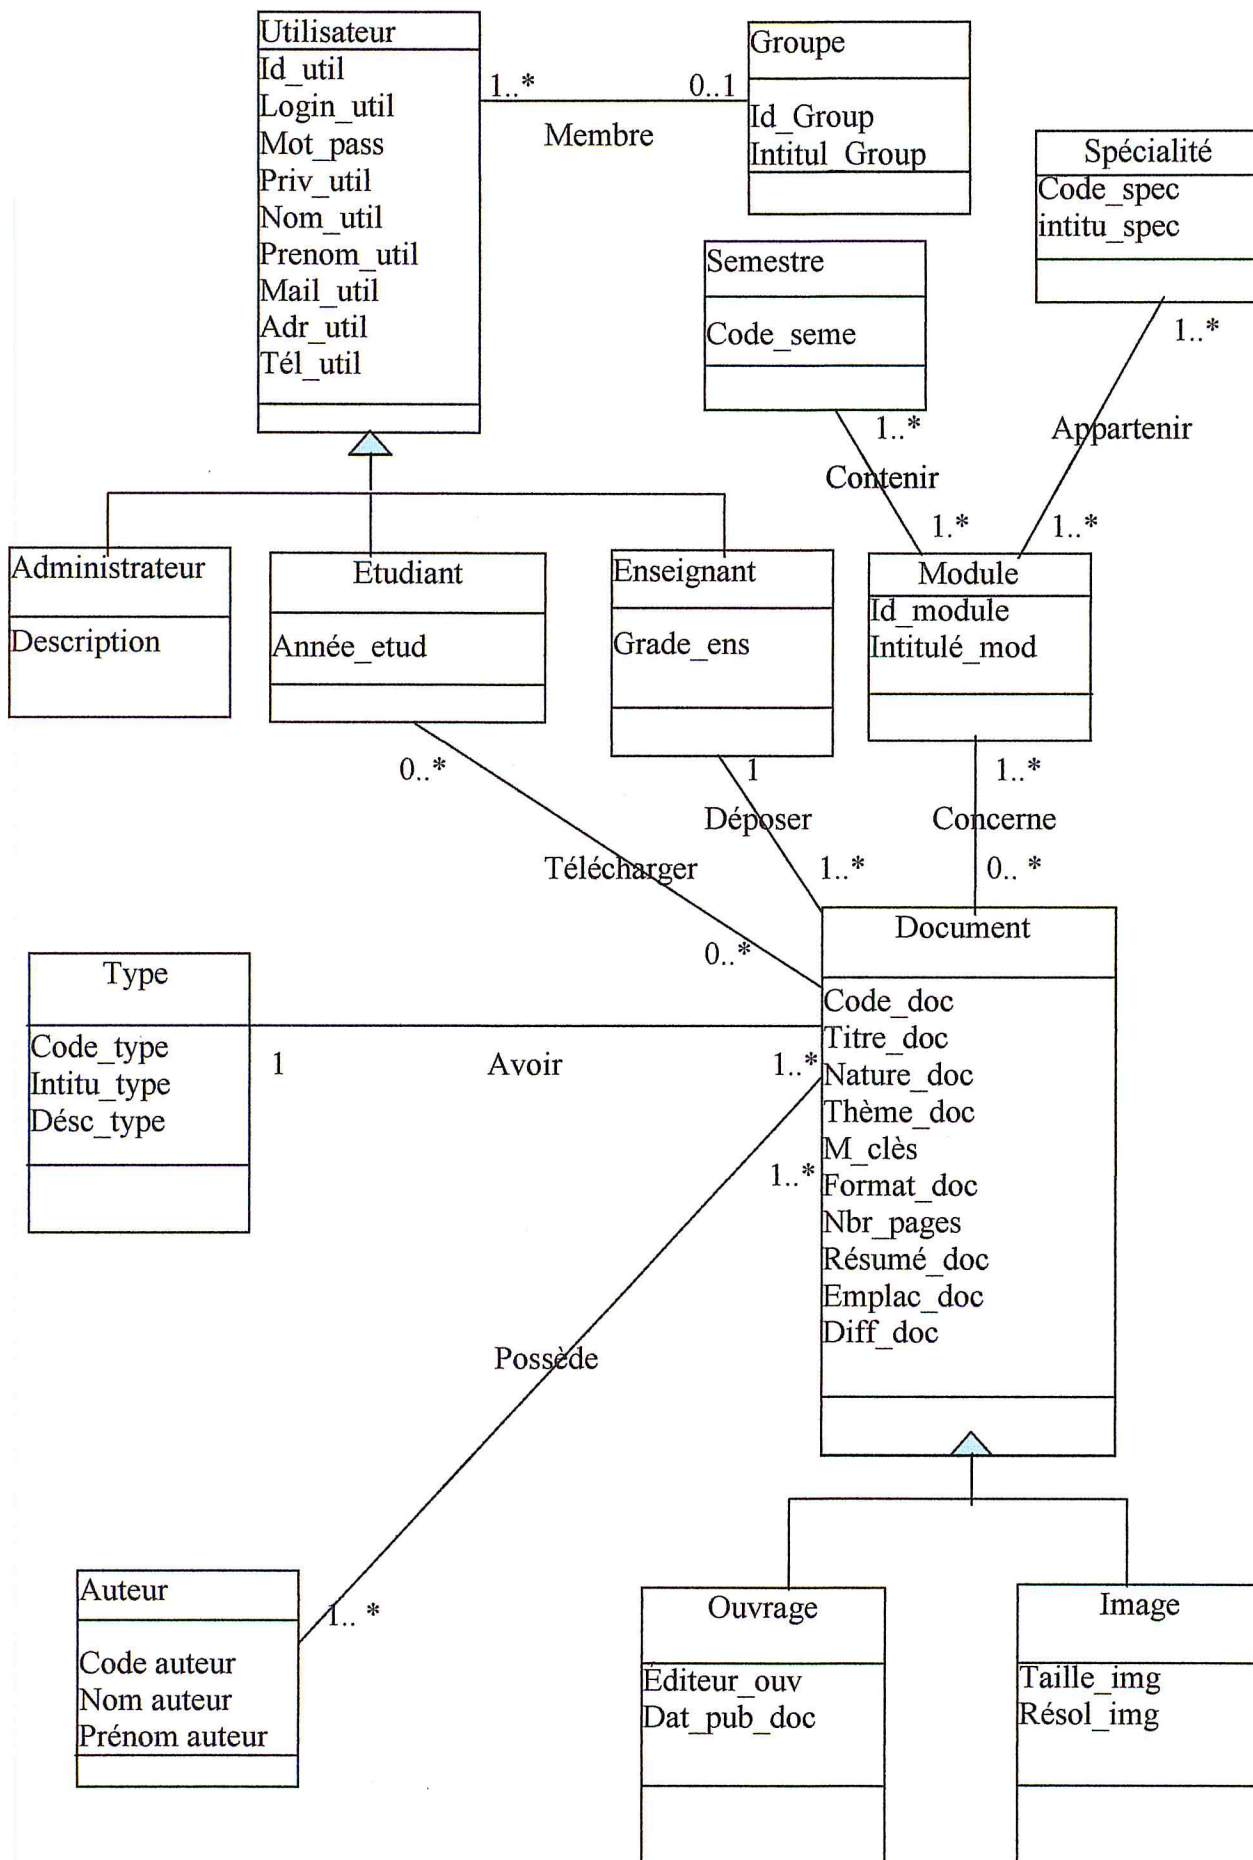 Utilisateur
Id_util
Login_util
Mot_pass
Priv_util
Nom_util
Prenom_util
Mail_util
Adr_util
Tél_util
1..*
0..1
Membre
Groupe
Id_Group
Intitul_Group
Spécialité
Code_spec
intitu_spec
Semestre
Code_seme
1..*
1..*
Contenir
Appartenir
1.*
1..*
Administrateur
Description
Etudiant
Année_etud
Enseignant
Grade_ens
Module
Id_module
Intitulé_mod
0..*
1
1..*
Déposer
Concerne
Télécharger
1..*
0.. *
0..*
Document
Code_doc
Titre_doc
Nature_doc
Thème_doc
M_clès
Format_doc
Nbr_pages
Résumé_doc
Emplac_doc
Diff_doc
Type
Code_type
Intitu_type
Désc_type
1
Avoir
1..*
1..*
Possède
Auteur
Code auteur
Nom auteur
Prénom auteur
1.. *
Ouvrage
Éditeur_ouv
Dat_pub_doc
Image
Taille_img
Résol_img